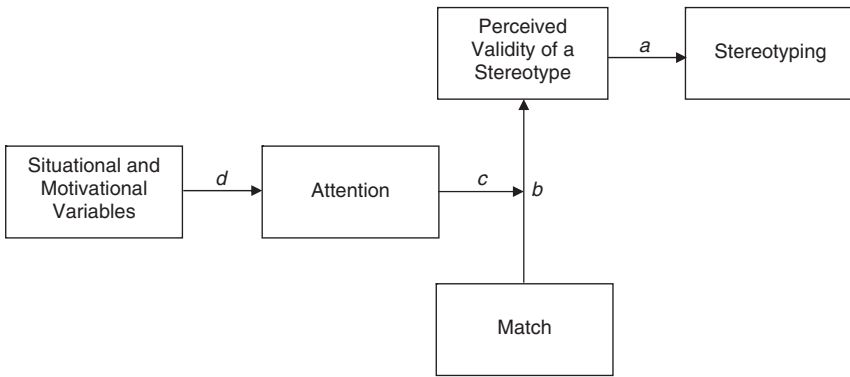 Perceived
Validity of a
Stereotype
a
Stereotyping
Situational and
Motivational
Variables
d
Attention
c
b
Match